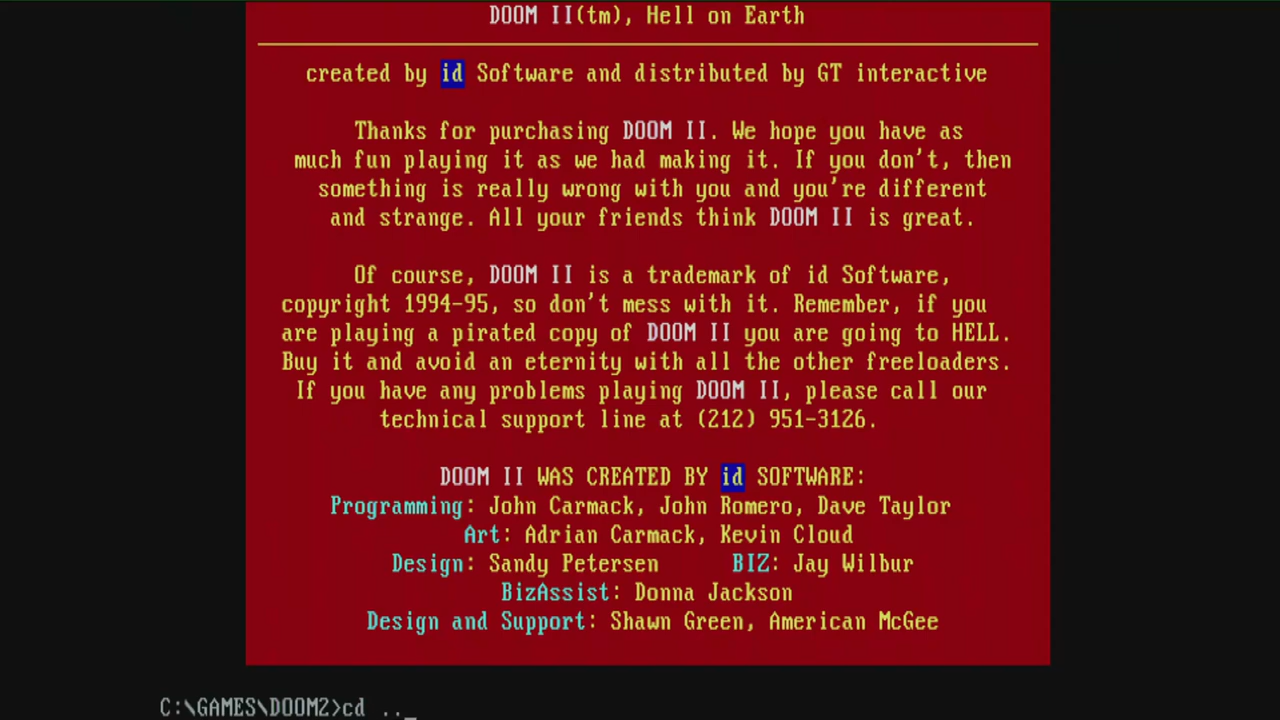 DOOM II(tm), Hell on Earth
created by id Software and distributed by GT interactive
Thanks for purchasing DOOM II. We hope you have as
much fun playing it as we had making it. If you don't, then
something is really wrong with you and you're different
and strange. All your friends think DOOM II is great.
Of course, DOOM II is a trademark of id Software,
copyright 1994-95, so don't mess with it. Remember, if you
are playing a pirated copy of DOOM II you are going to HELL.
Buy it and avoid an eternity with all the other freeloaders.
If you have any problems playing DOOM II, please call our
technical support line at (212) 951-3126.
DOOM II WAS CREATED BY id SOFTWARE:
Programming: John Carmack, John Romero, Dave Taylor
Art: Adrian Carmack, Kevin Cloud
Design: Sandy Petersen BIZ: Jay Wilbur
BizAssist: Donna Jackson
Design and Support: Shawn Green, American McGee
C:\GAMES\DOOM2>cd .._